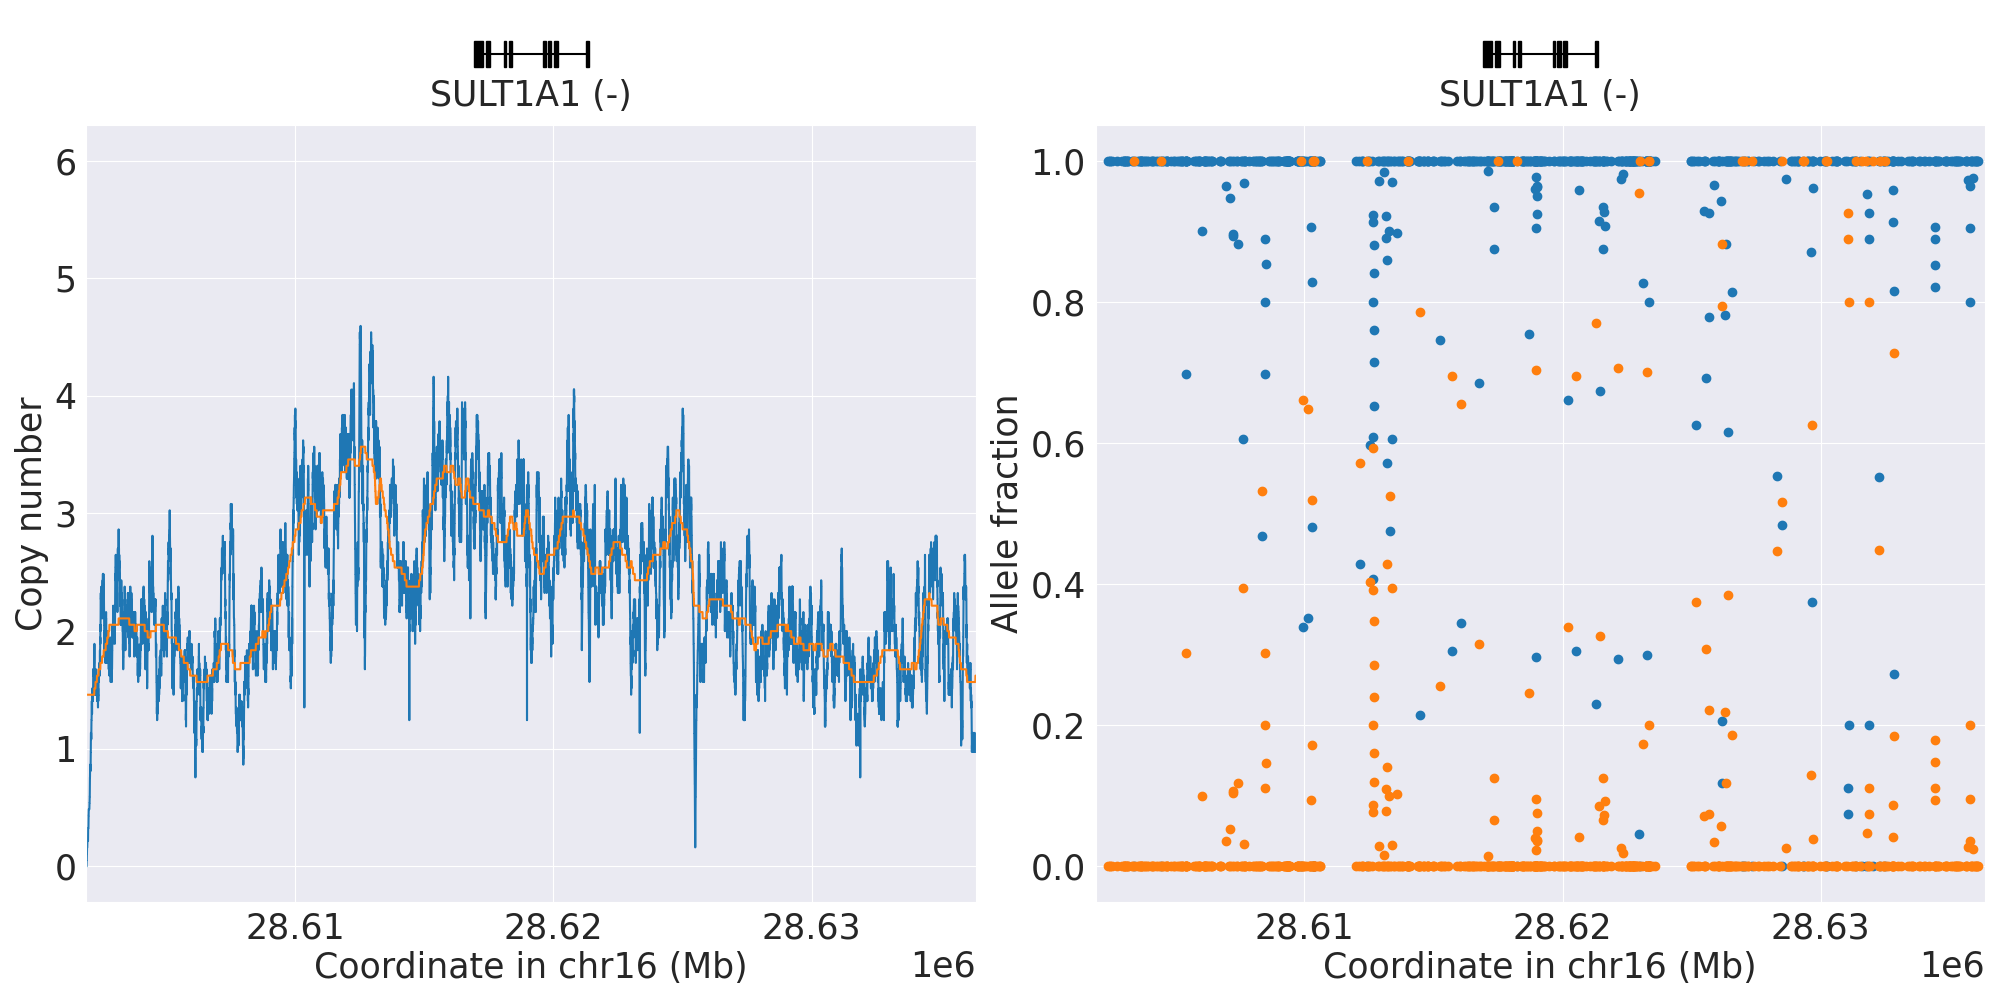 SULT1A1 (-)
Copy number
6
5
4
3
2
1
0
28.61
28.62
28.63
Coordinate in chr16 (Mb)
1e6
SULT1A1 (-)
Allele fraction
1.0
0.8
0.6
0.4
0.2
0.0
28.61
28.62
28.63
Coordinate in chr16 (Mb)
1e6